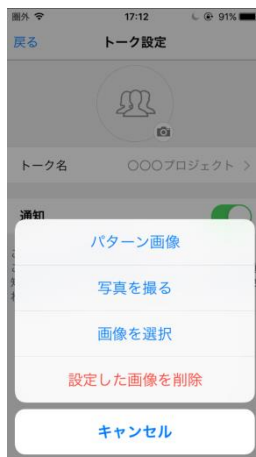 圏外 17:12 91%
戻る トーク設定
トーク名 〇〇〇プロジェクト >
通知
パターン画像
写真を撮る
画像を選択
設定した画像を削除
キャンセル